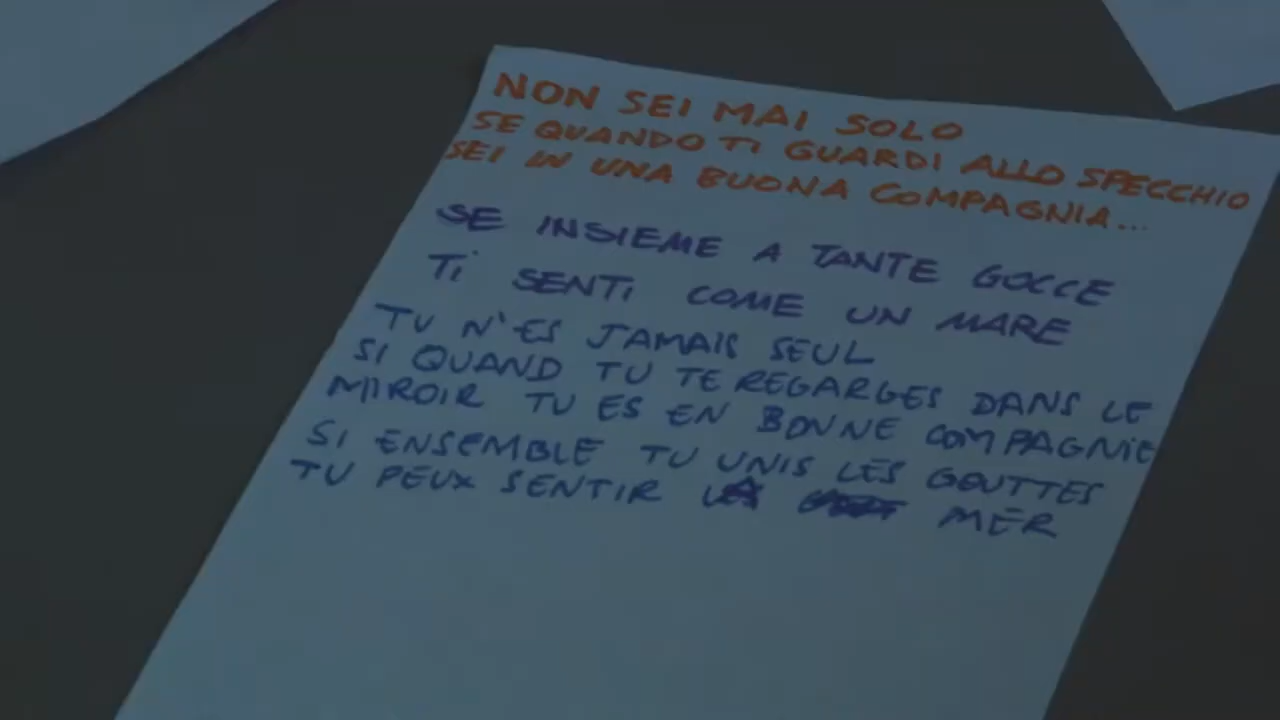 NON SEI MAI SOLO
SE QUANDO TI GUARDI ALLO SPECCHIO
SEI IN UNA BUONA COMPAGNIA...
SE INSIEME A TANTE GOCCE
TI SENTI COME UN MARE
TU N'ES JAMAIS SEUL
SI QUAND TU TE REGARGES DANS LE
MIROIR TU ES EN BONNE COMPAGNIE
SI ENSEMBLE TU UNIS LES GOUTTES
TU PEUX SENTIR LA MER